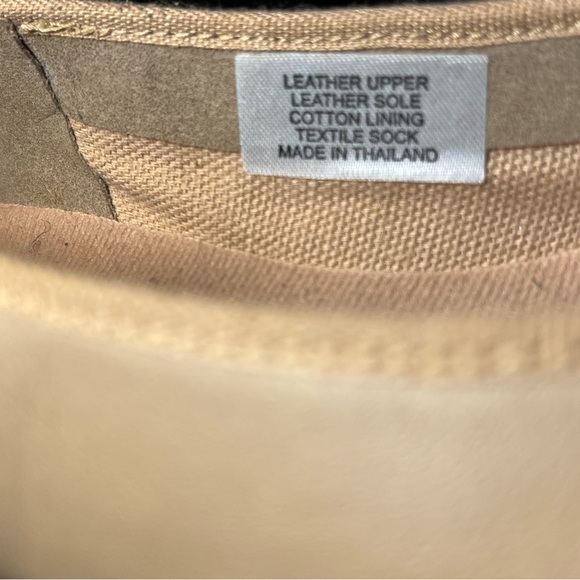 LEATHER UPPER
LEATHER SOLE
COTTON LINING
TEXTILE SOCK
MADE IN THAILAND